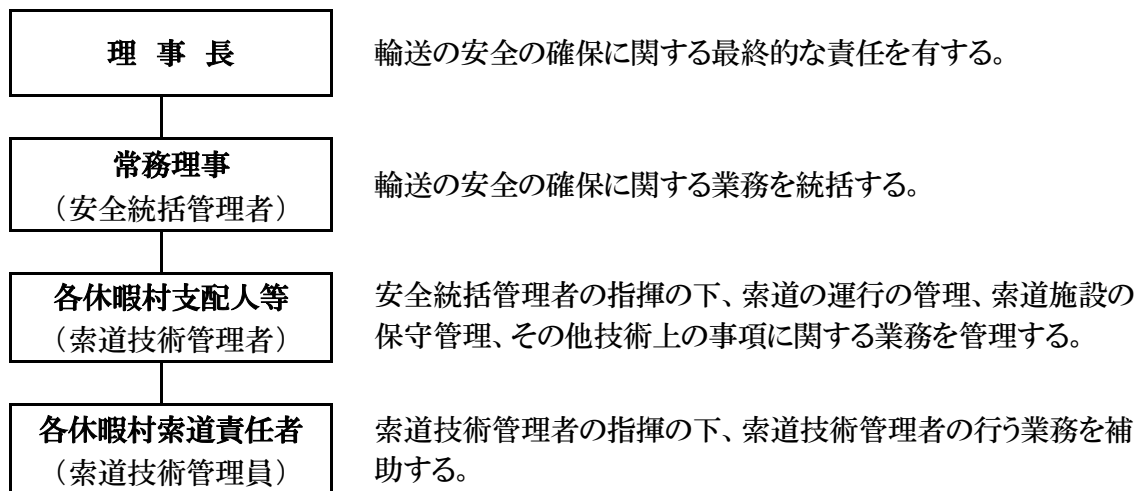 理 事 長
輸送の安全の確保に関する最終的な責任を有する。
常務理事
（安全統括管理者）
輸送の安全の確保に関する業務を統括する。
各休暇村支配人等
（索道技術管理者）
安全統括管理者の指揮の下、索道の運行の管理、索道施設の
保守管理、その他技術上の事項に関する業務を管理する。
各休暇村索道責任者
（索道技術管理員）
索道技術管理者の指揮の下、索道技術管理者の行う業務を補
助する。